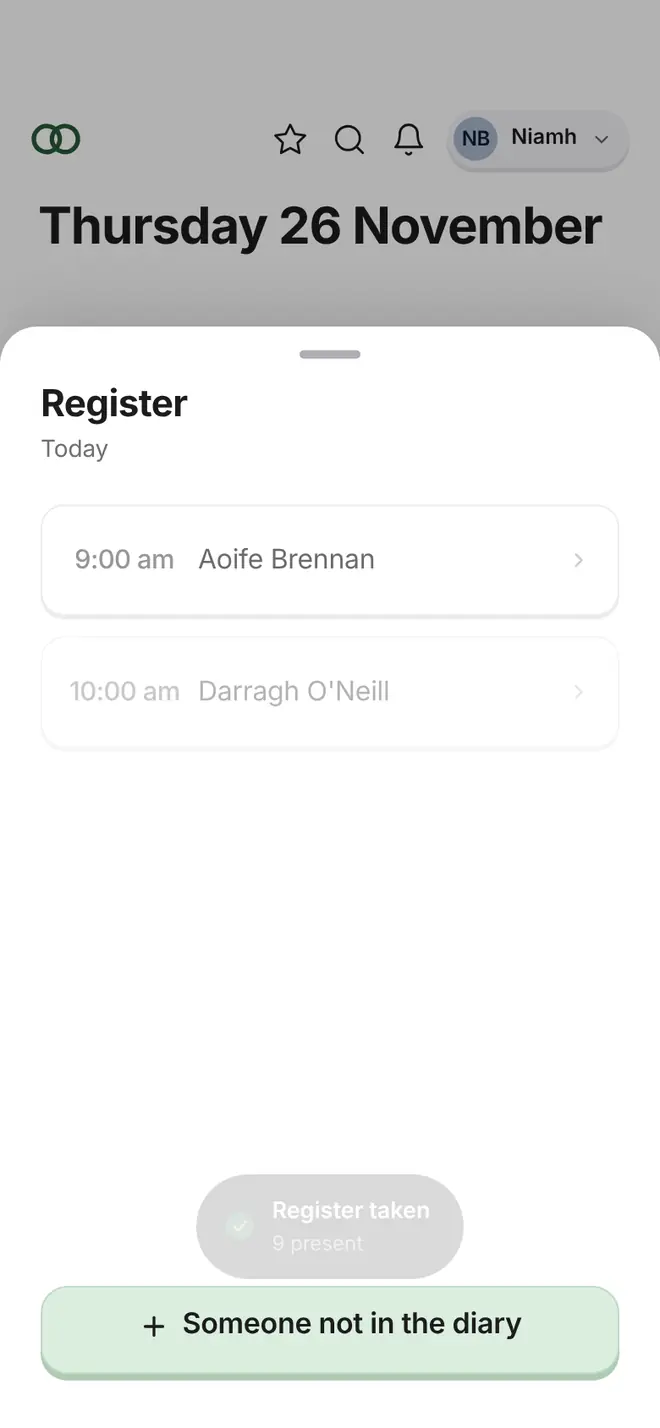 NB Niamh
Thursday 26 November
Register
Today
9:00 am Aoife Brennan
10:00 am Darragh O'Neill
Register taken
9 present
+ Someone not in the diary